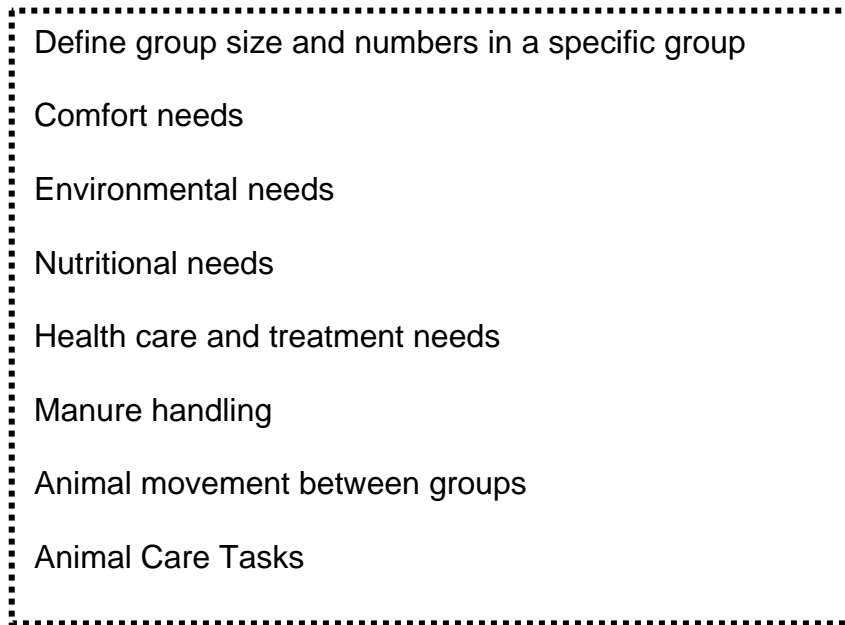 Define group size and numbers in a specific group
Comfort needs
Environmental needs
Nutritional needs
Health care and treatment needs
Manure handling
Animal movement between groups
Animal Care Tasks